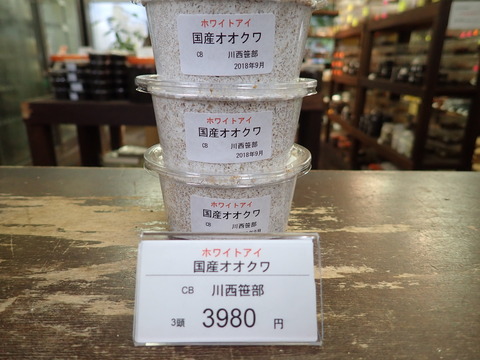 ホワイトアイ
国産オオクワ
CB 川西笹部
2018年9月
ホワイトアイ
国産オオクワ
CB 川西笹部
2018年9月
ホワイトアイ
国産オオクワ
CB 川西笹部
ホワイトアイ
国産オオクワ
CB 川西笹部
3頭 3980 円